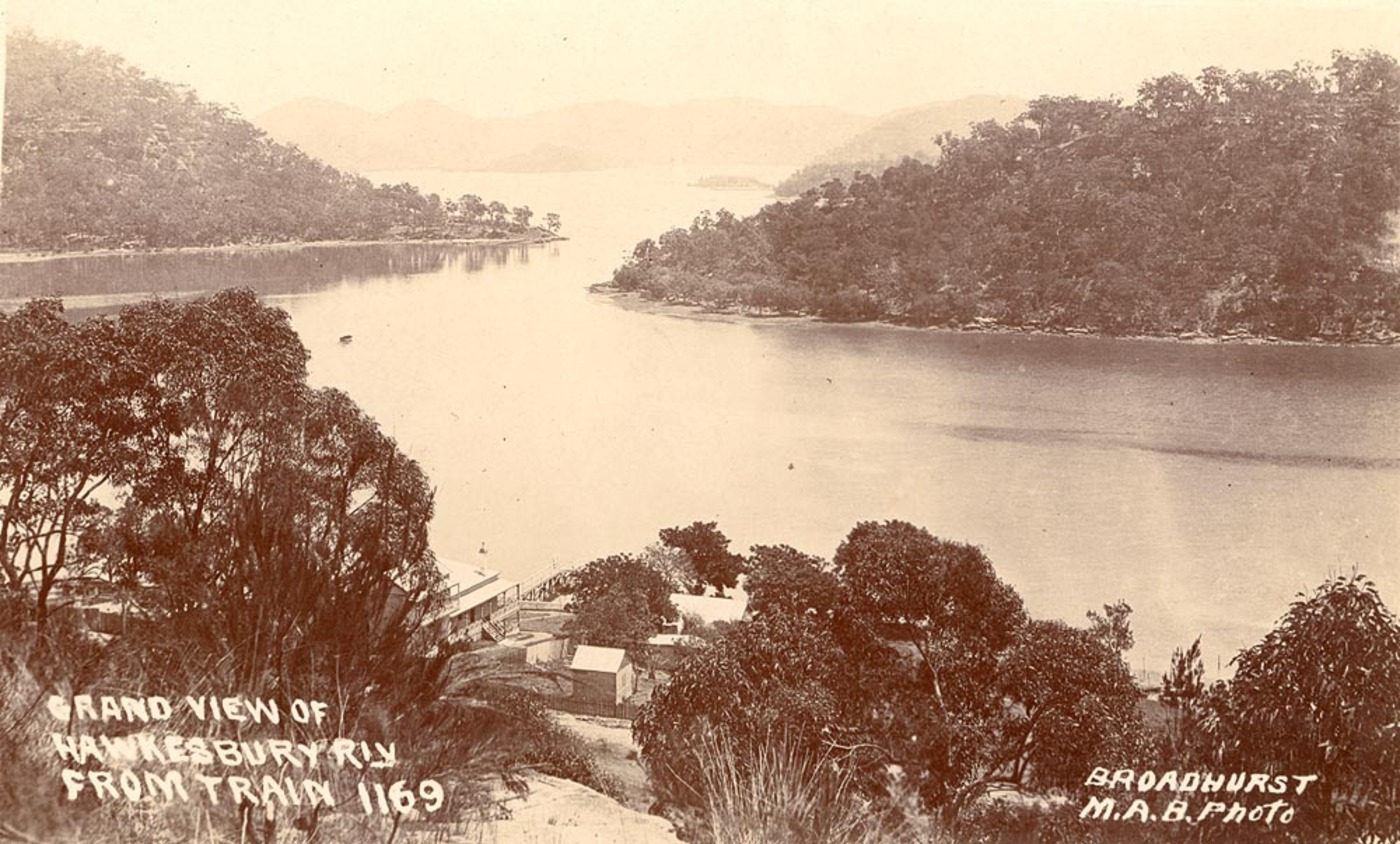 GRAND VIEW OF
HAWKESBURY RIV
FROM TRAIN 1169
BROADHURST
M.A.B. Photo